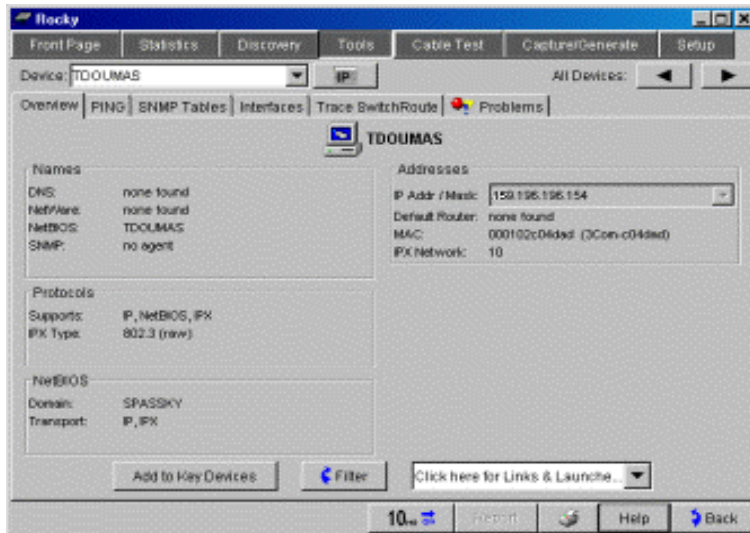 Rocky
Front Page Statistics Discovery Tools Cable Test Capture/Generate Setup
Device: TDOUMAS IP All Devices:
Overview PING SNMP Tables Interfaces Trace SwitchRoute Problems
TDOUMAS
Names
DNS: none found
NetWare: none found
NetBIOS: TDOUMAS
SNMP: no agent
Addresses
IP Addr / Mask: 159.196.196.154
Default Router: none found
MAC: 000102c04dad (3Com-c04dad)
IPX Network: 10
Protocols
Supports: IP, NetBIOS, IPX
IPX Type: 802.3 (raw)
NetBIOS
Domain: SPASSKY
Transport: IP, IPX
Add to Key Devices Filter Click here for Links & Launche...
10 Report Help Back